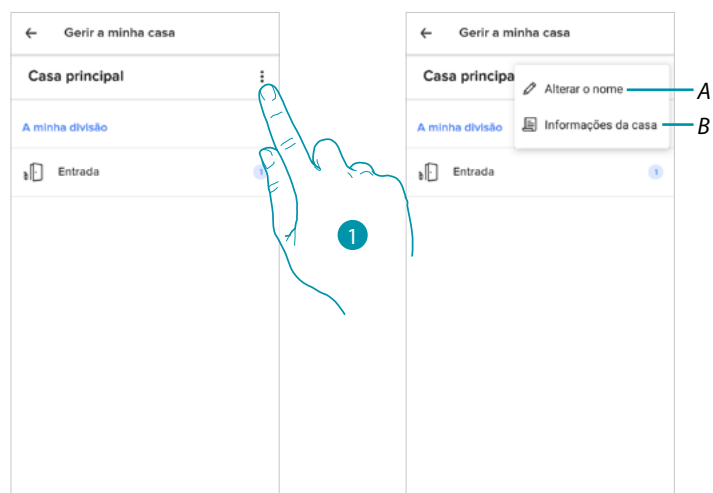 Gerir a minha casa
Casa principal
A minha divisão
Entrada
1
1
Gerir a minha casa
Casa principa
Alterar o nome
A
A minha divisão
Informações da casa
B
Entrada
1